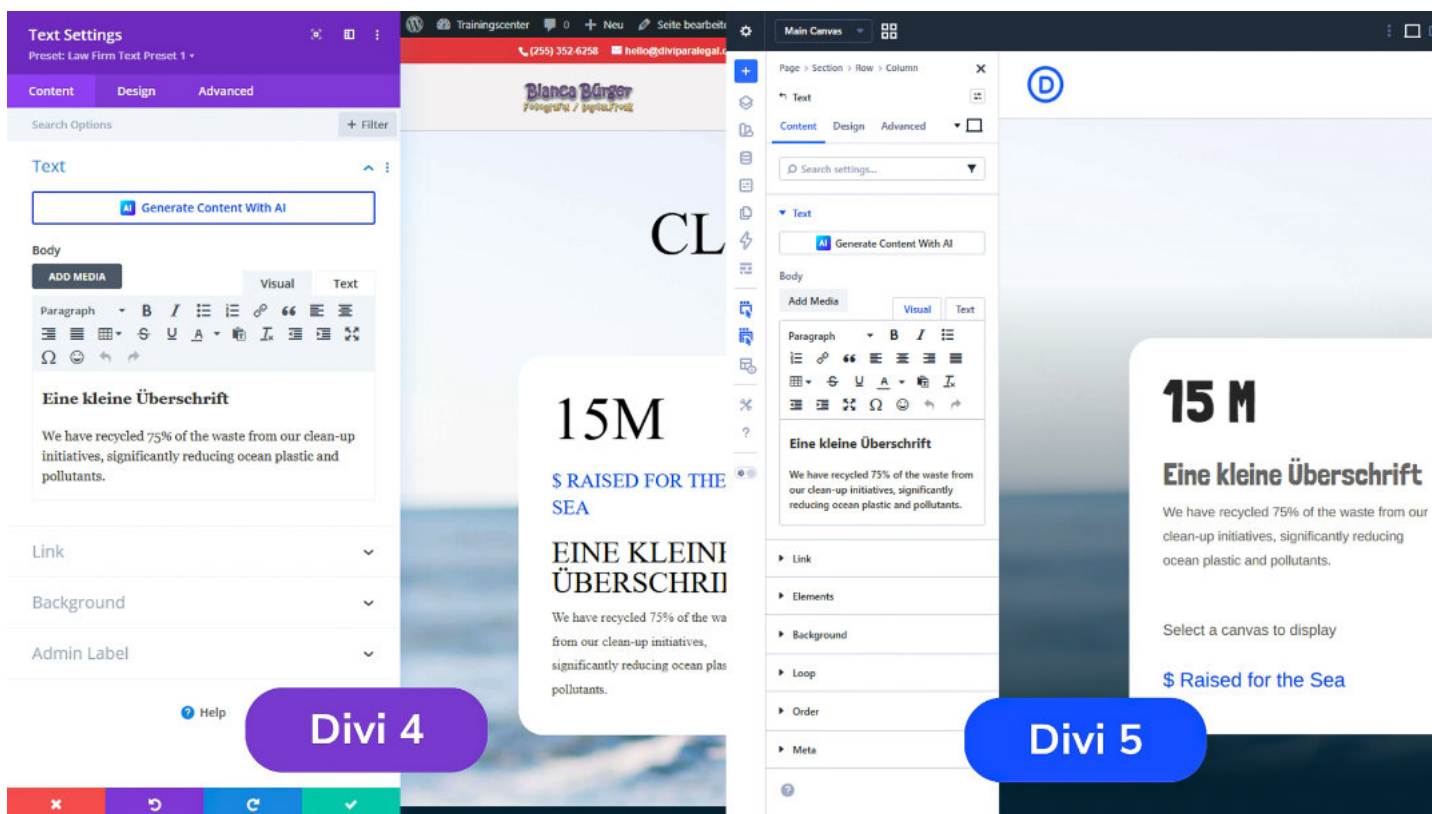 Text Settings
Preset: Law Firm Text Preset 1
Content Design Advanced
Search Options + Filter
Text
AI Generate Content With AI
Body
ADD MEDIA
Visual Text
Paragraph B I
Eine kleine Überschrift
We have recycled 75% of the waste from our clean-up
initiatives, significantly reducing ocean plastic and
pollutants.
Link
Background
Admin Label
Help
Divi 4
Trainingscenter 0 + Neu Seite bearbeite
(255) 352-6258 hello@diviparalegal.c
Bianca Bürger
CL
15M
$ RAISED FOR THE
SEA
EINE KLEINE
ÜBERSCHRI
We have recycled 75% of the wa
from our clean-up initiatives,
significantly reducing ocean plas
pollutants.
Main Canvas
Page > Section > Row > Column
Text
Content Design Advanced
Search settings...
Text
AI Generate Content With AI
Body
Add Media
Visual Text
Paragraph B I
Eine kleine Überschrift
We have recycled 75% of the waste from
our clean-up initiatives, significantly
reducing ocean plastic and pollutants.
Link
Elements
Background
Loop
Order
Meta
D
15 M
Eine kleine Überschrift
We have recycled 75% of the waste from our
clean-up initiatives, significantly reducing
ocean plastic and pollutants.
Select a canvas to display
$ Raised for the Sea
Divi 5